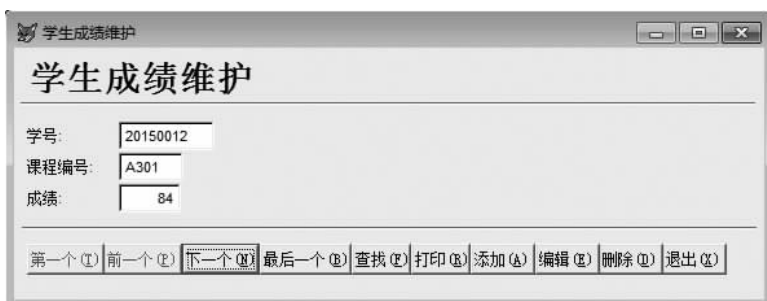 学生成绩维护
学生成绩维护
学号: 20150012
课程编号: A301
成绩: 84
第一个(T) 前一个(P) 下一个(N) 最后一个(B) 查找(F) 打印(R) 添加(A) 编辑(E) 删除(D) 退出(X)